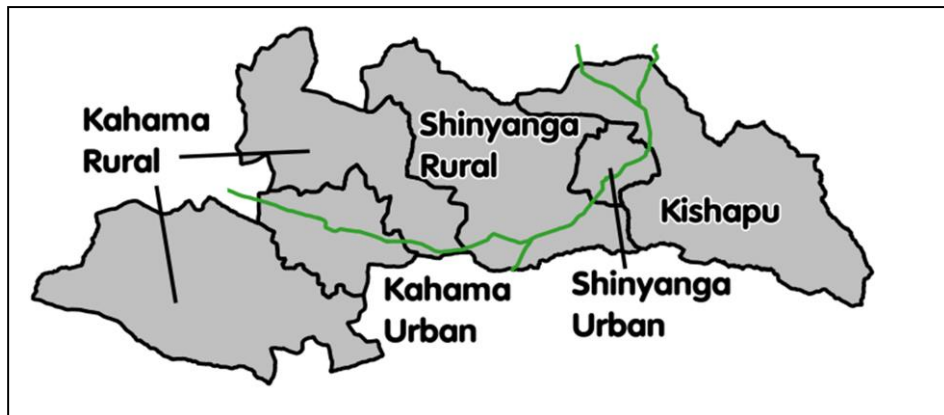 Kahama
Rural
Shinyanga
Rural
Kishapu
Kahama
Urban
Shinyanga
Urban